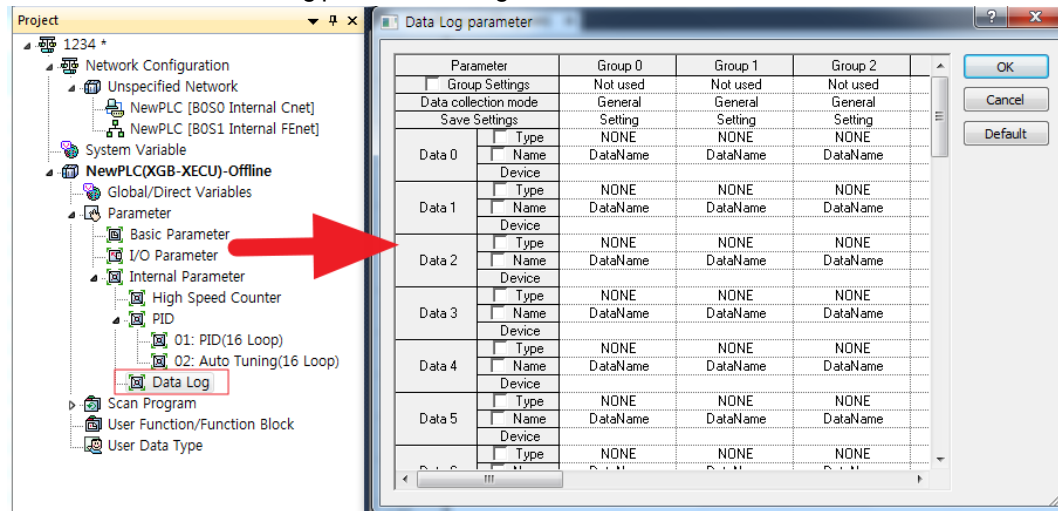 Project
1234 *
Network Configuration
Unspecified Network
NewPLC [B0S0 Internal Cnet]
NewPLC [B0S1 Internal FEnet]
System Variable
NewPLC(XGB-XECU)-Offline
Global/Direct Variables
Parameter
Basic Parameter
I/O Parameter
Internal Parameter
High Speed Counter
PID
01: PID(16 Loop)
02: Auto Tuning(16 Loop)
Data Log
Scan Program
User Function/Function Block
User Data Type
Data Log parameter
Parameter Group 0 Group 1 Group 2
Group Settings Not used Not used Not used
Data collection mode General General General
Save Settings Setting Setting Setting
Data 0
Type NONE NONE NONE
Name DataName DataName DataName
Device
Data 1
Type NONE NONE NONE
Name DataName DataName DataName
Device
Data 2
Type NONE NONE NONE
Name DataName DataName DataName
Device
Data 3
Type NONE NONE NONE
Name DataName DataName DataName
Device
Data 4
Type NONE NONE NONE
Name DataName DataName DataName
Device
Data 5
Type NONE NONE NONE
Name DataName DataName DataName
Device
Type NONE NONE NONE
OK
Cancel
Default